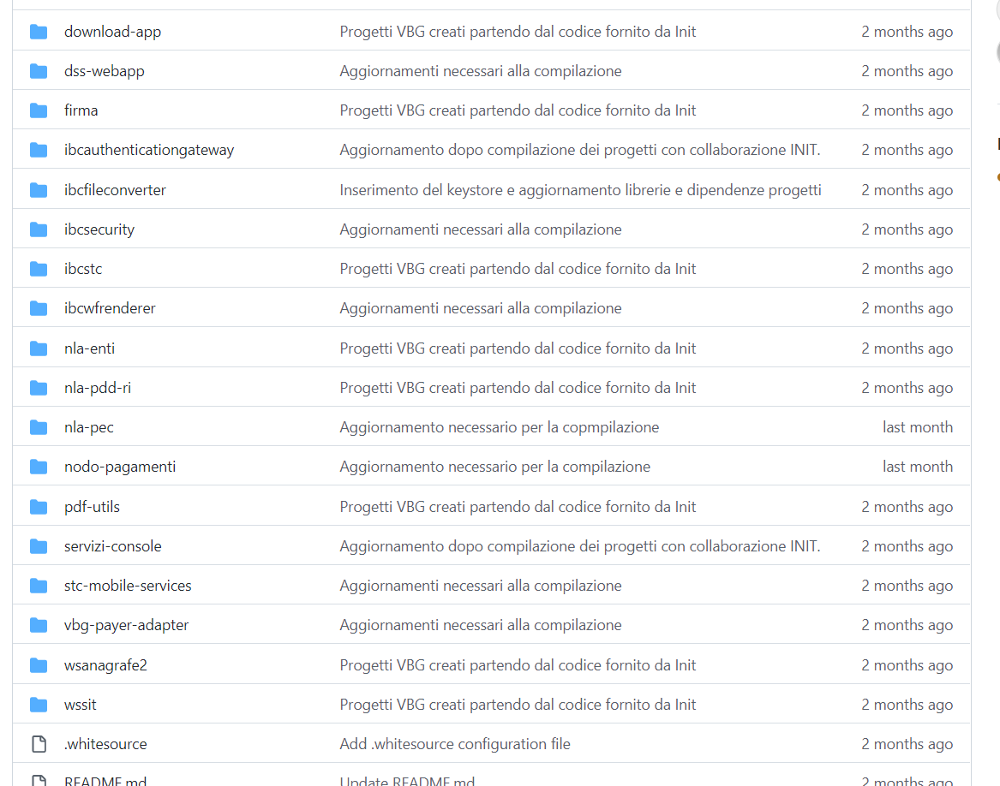 download-app Progetti VBG creati partendo dal codice fornito da Init 2 months ago
dss-webapp Aggiornamenti necessari alla compilazione 2 months ago
firma Progetti VBG creati partendo dal codice fornito da Init 2 months ago
ibcauthenticationgateway Aggiornamento dopo compilazione dei progetti con collaborazione INIT. 2 months ago
ibcfileconverter Inserimento del keystore e aggiornamento librerie e dipendenze progetti 2 months ago
ibcsecurity Aggiornamenti necessari alla compilazione 2 months ago
ibcstc Progetti VBG creati partendo dal codice fornito da Init 2 months ago
ibcwfrenderer Aggiornamenti necessari alla compilazione 2 months ago
nla-enti Progetti VBG creati partendo dal codice fornito da Init 2 months ago
nla-pdd-ri Progetti VBG creati partendo dal codice fornito da Init 2 months ago
nla-pec Aggiornamento necessario per la copmpilazione last month
nodo-pagamenti Aggiornamento necessario per la compilazione last month
pdf-utils Progetti VBG creati partendo dal codice fornito da Init 2 months ago
servizi-console Aggiornamento dopo compilazione dei progetti con collaborazione INIT. 2 months ago
stc-mobile-services Aggiornamenti necessari alla compilazione 2 months ago
vbg-payer-adapter Aggiornamenti necessari alla compilazione 2 months ago
wsanagrafe2 Progetti VBG creati partendo dal codice fornito da Init 2 months ago
wssit Progetti VBG creati partendo dal codice fornito da Init 2 months ago
.whitesource Add .whitesource configuration file 2 months ago
README.md Update README.md 2 months ago